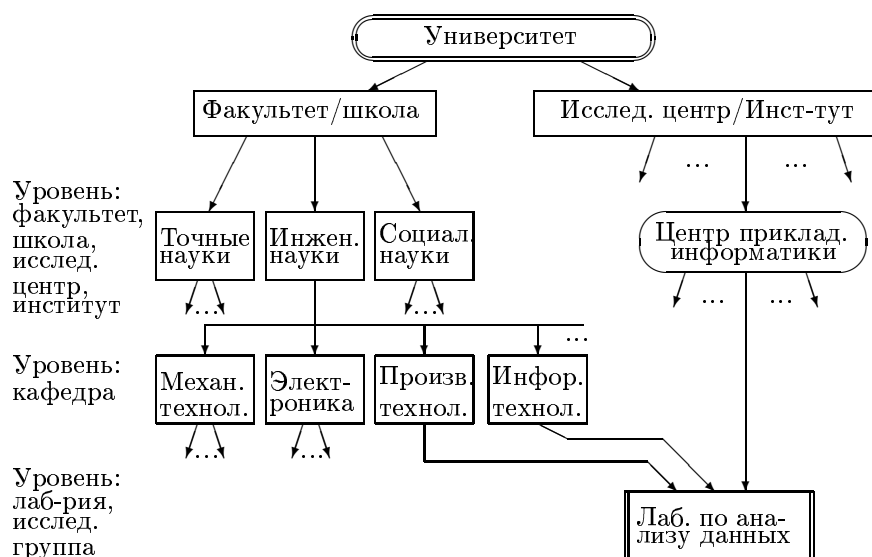 Университет
Факультет/школа
Исслед. центр/Инст-тут
... ...
Уровень:
факультет,
школа,
исслед.
центр,
институт
Точные
науки
Инжен.
науки
Социал.
науки
Центр приклад.
информатики
... ...
... ...
...
Уровень:
кафедра
Механ.
технол.
Элект-
роника
Произв.
технол.
Инфор.
технол.
... ...
Уровень:
лаб-рия,
исслед.
группа
Лаб. по ана-
лизу данных